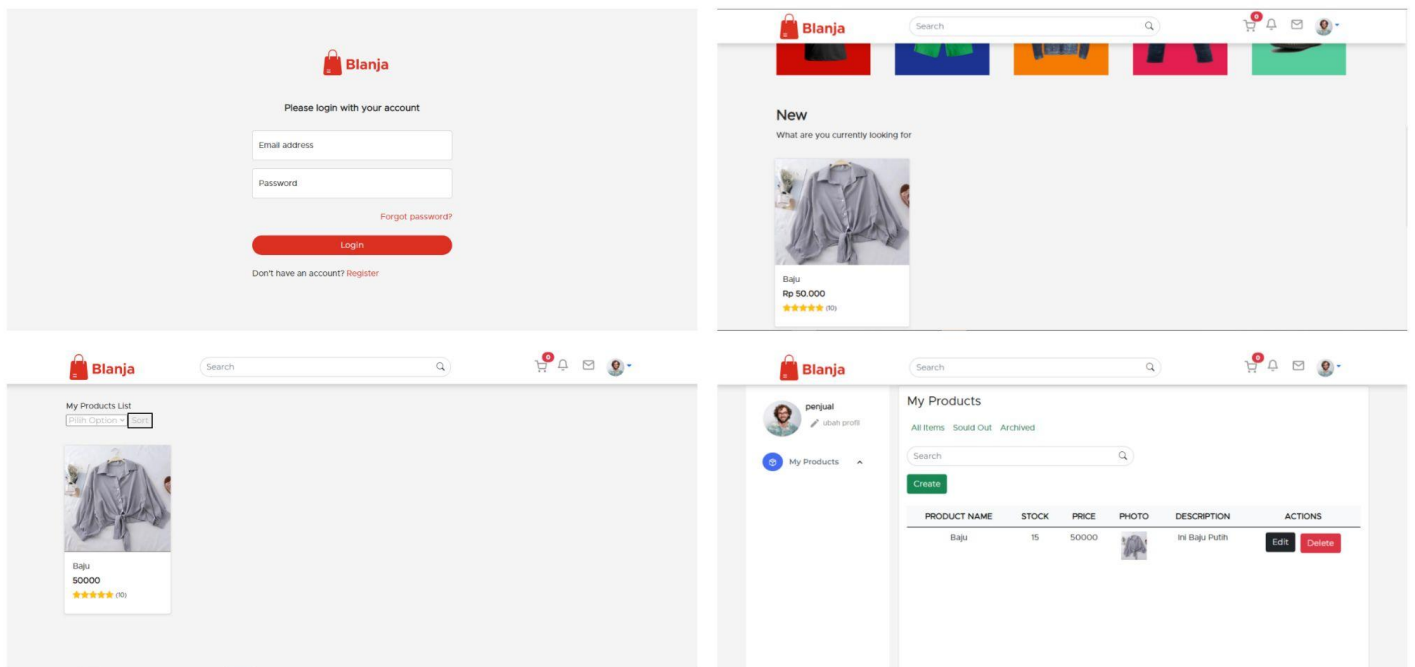 Blanja
Please login with your account
Email address
Password
Forgot password?
Login
Don't have an account? Register
Blanja
Search
0
New
What are you currently looking for
Baju
Rp 50.000
(10)
Blanja
Search
0
My Products List
Pilih Option
Sort
Baju
50000
(10)
Blanja
Search
0
penjual
ubah profil
My Products
My Products
All Items Sould Out Archived
Search
Create
PRODUCT NAME STOCK PRICE PHOTO DESCRIPTION ACTIONS
Baju 15 50000 Ini Baju Putih Edit Delete